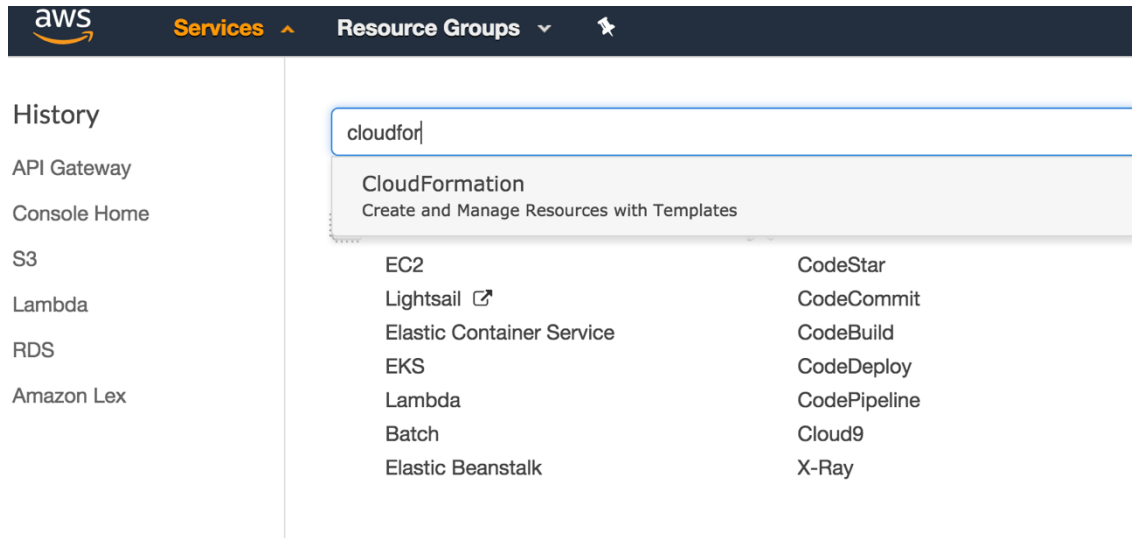 aws
Services
Resource Groups
History
API Gateway
Console Home
S3
Lambda
RDS
Amazon Lex
cloudfor
CloudFormation
Create and Manage Resources with Templates
EC2
Lightsail
Elastic Container Service
EKS
Lambda
Batch
Elastic Beanstalk
CodeStar
CodeCommit
CodeBuild
CodeDeploy
CodePipeline
Cloud9
X-Ray